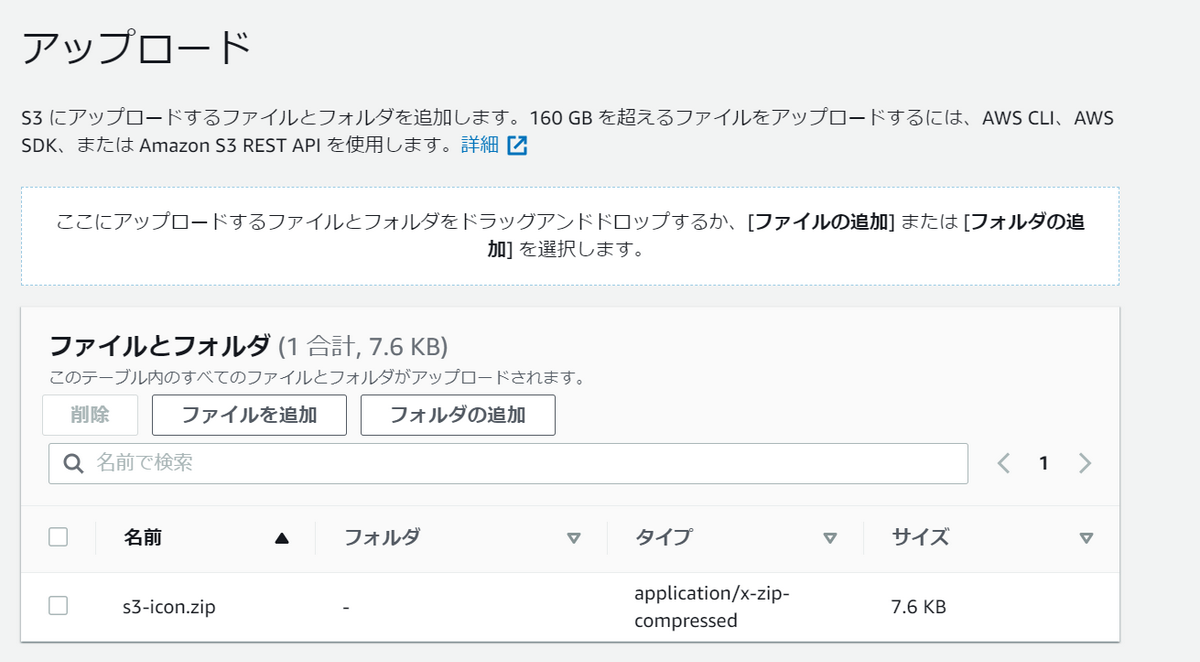 アップロード
S3 にアップロードするファイルとフォルダを追加します。160 GB を超えるファイルをアップロードするには、AWS CLI、AWS
SDK、または Amazon S3 REST API を使用します。詳細
ここにアップロードするファイルとフォルダをドラッグアンドドロップするか、[ファイルの追加] または [フォルダの追
加] を選択します。
ファイルとフォルダ (1 合計, 7.6 KB)
このテーブル内のすべてのファイルとフォルダがアップロードされます。
削除 ファイルを追加 フォルダの追加
名前で検索 1
名前 フォルダ タイプ サイズ
s3-icon.zip - application/x-zip- 7.6 KB
compressed